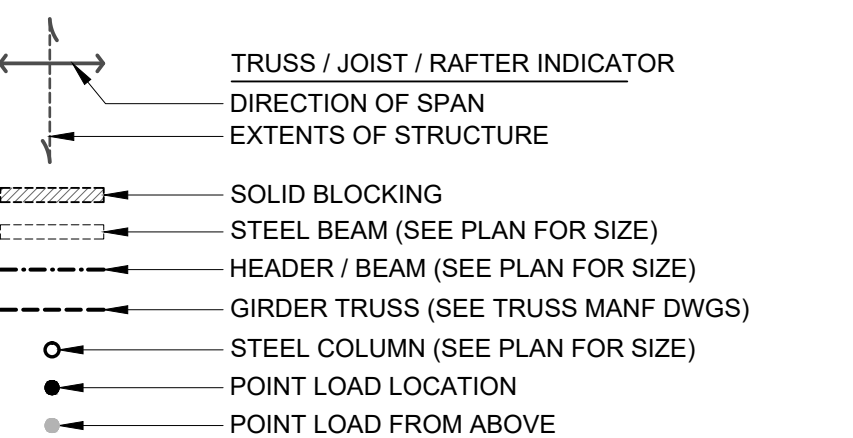 TRUSS / JOIST / RAFTER INDICATOR
DIRECTION OF SPAN
EXTENTS OF STRUCTURE
SOLID BLOCKING
STEEL BEAM (SEE PLAN FOR SIZE)
HEADER / BEAM (SEE PLAN FOR SIZE)
GIRDER TRUSS (SEE TRUSS MANF DWGS)
STEEL COLUMN (SEE PLAN FOR SIZE)
POINT LOAD LOCATION
POINT LOAD FROM ABOVE